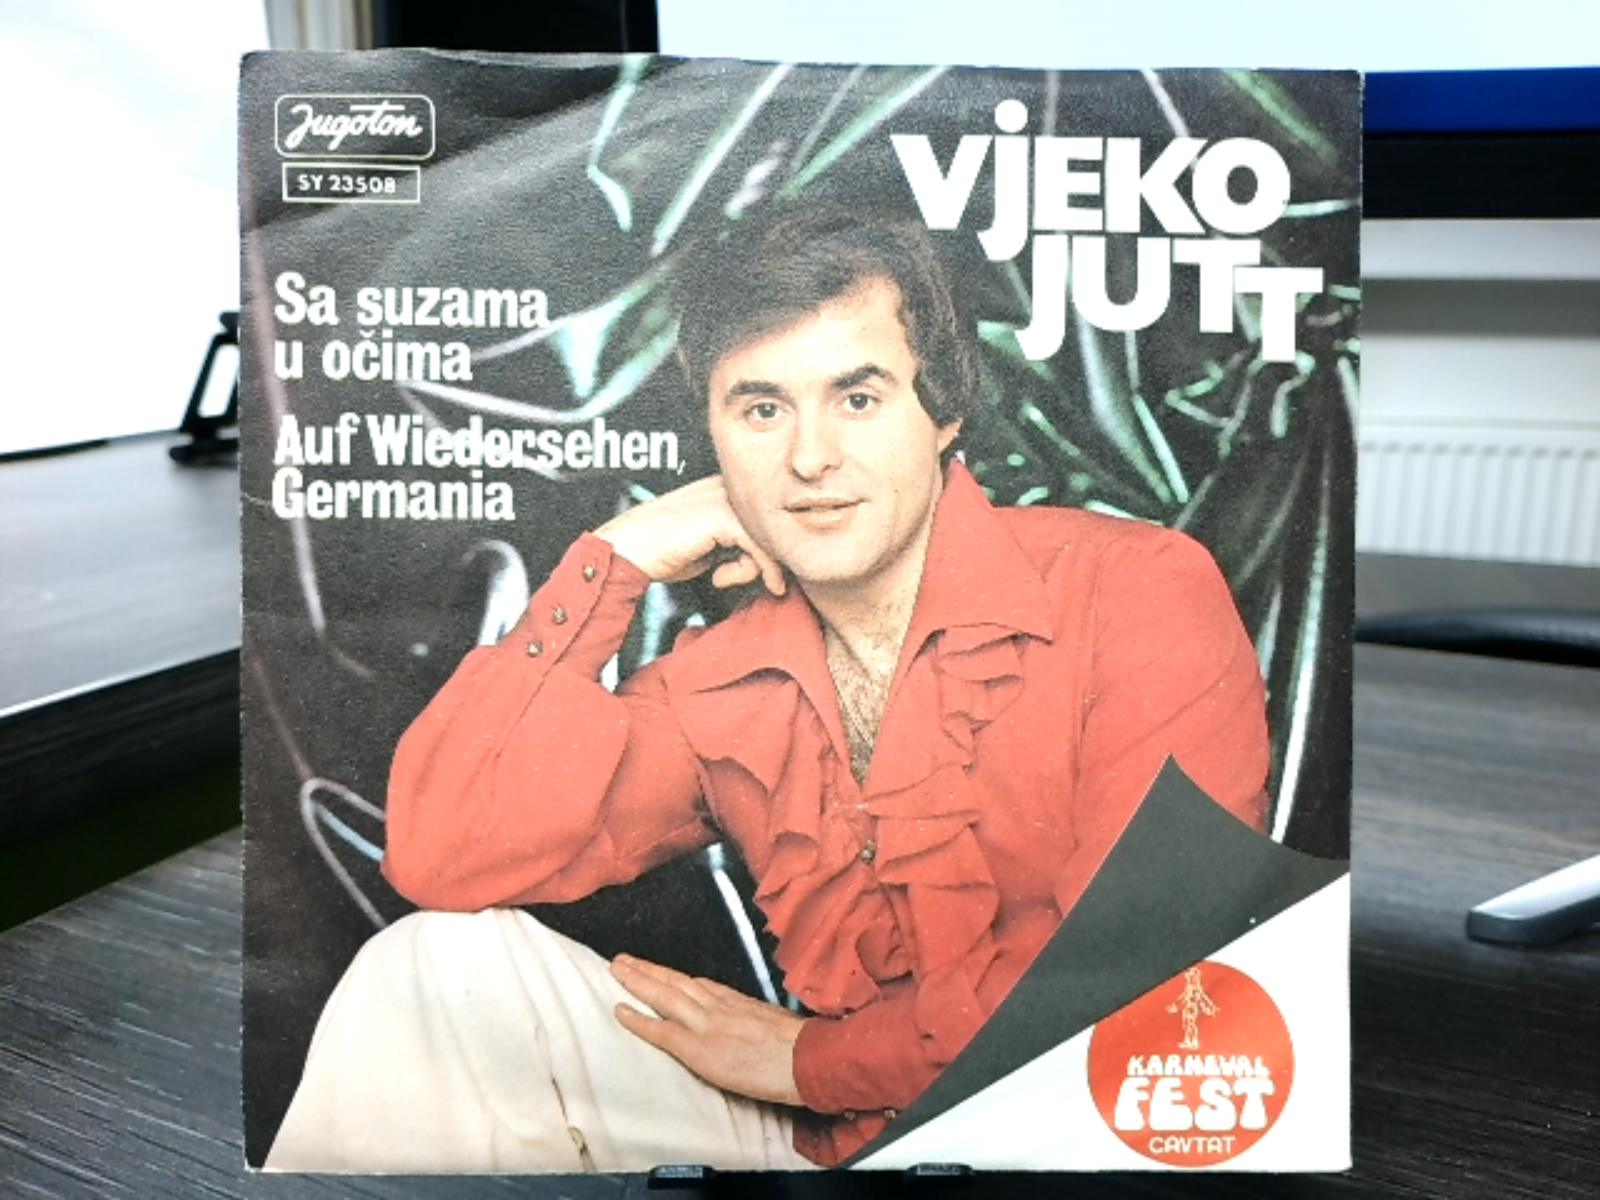 Jugoton
SY 23508
VjEKO
JUTT
Sa suzama
u očima
Auf Wiedersehen,
Germania
KARNEVAL
FEST
CAVTAT